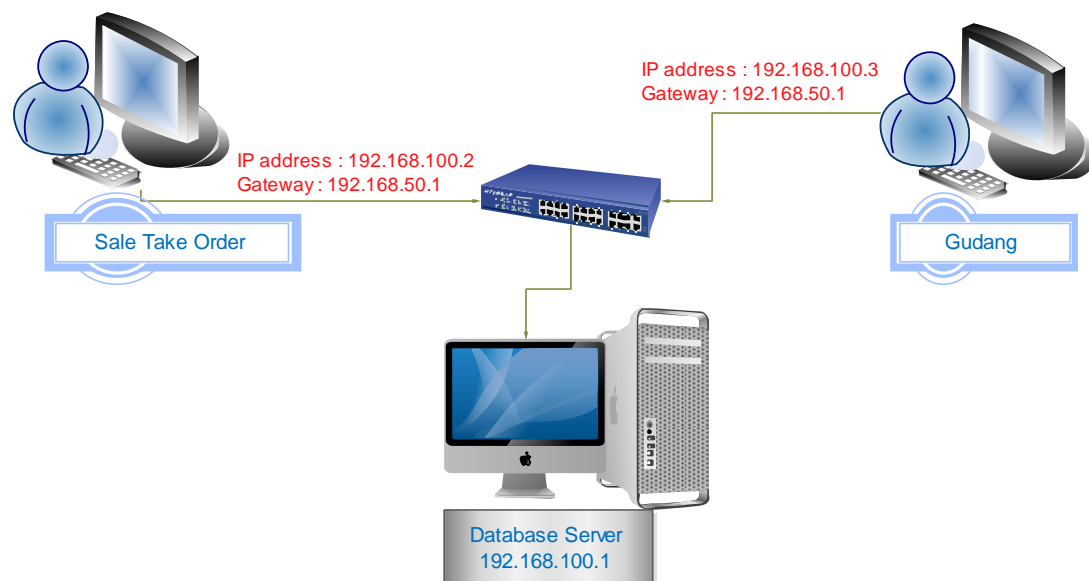 IP address : 192.168.100.3
Gateway : 192.168.50.1
IP address : 192.168.100.2
Gateway : 192.168.50.1
Sale Take Order
Gudang
Database Server
192.168.100.1